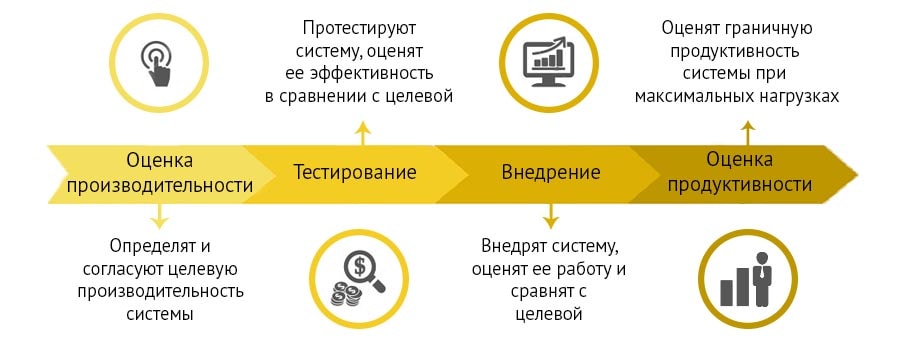 Протестируют
систему, оценят
ее эффективность
в сравнении с целевой
Оценят граничную
продуктивность
системы при
максимальных нагрузках
Оценка
производительности
Тестирование
Внедрение
Оценка
продуктивности
Определят и
согласуют целевую
производительность
системы
$
Внедрят систему,
оценят ее работу и
сравнят с
целевой